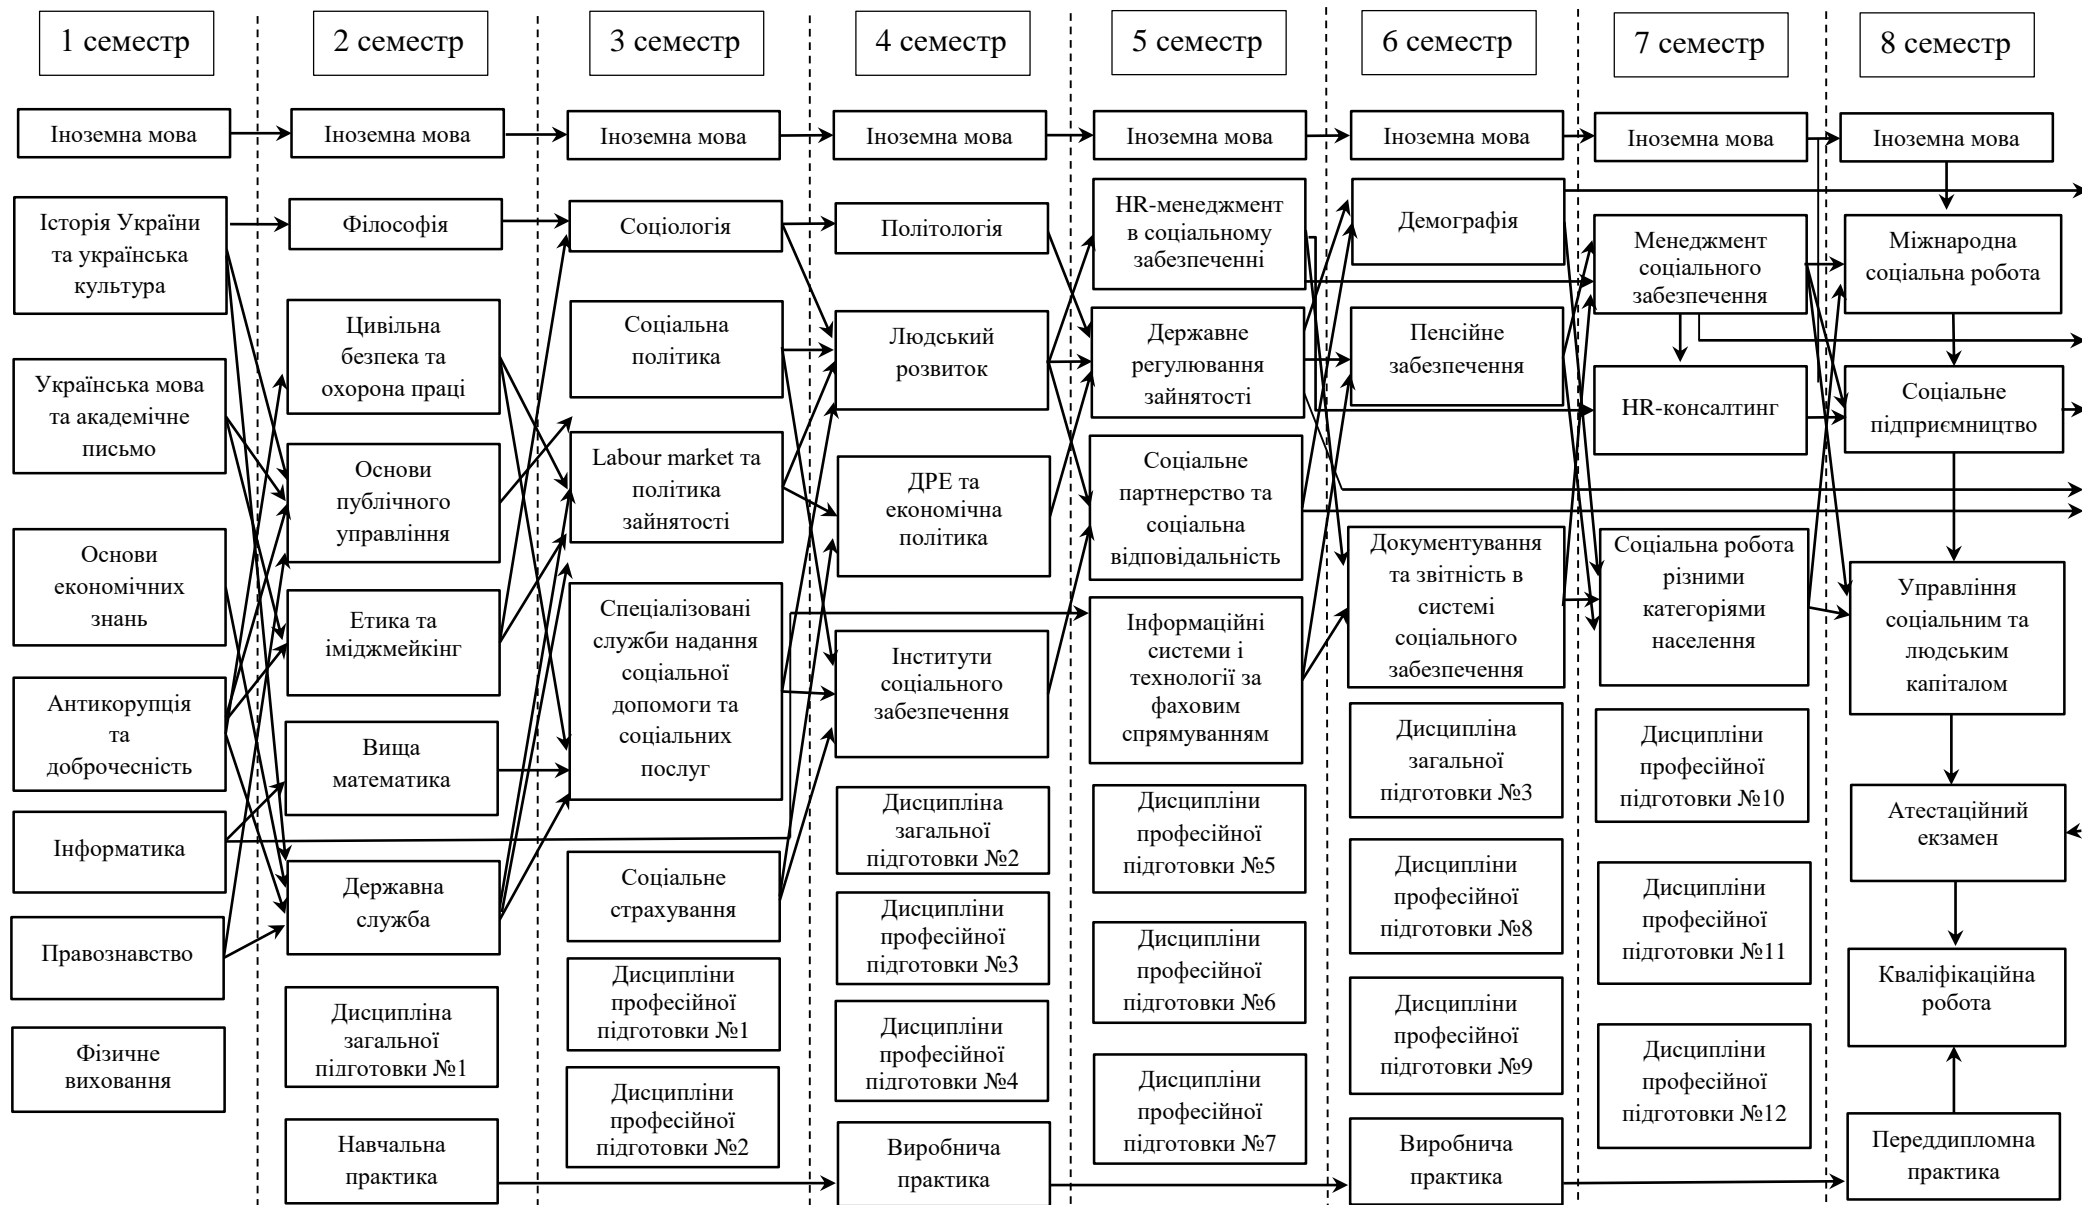 1 семестр
2 семестр
3 семестр
4 семестр
5 семестр
6 семестр
7 семестр
8 семестр
Іноземна мова
Історія України
та українська
культура
Українська мова
та академічне
письмо
Основи
економічних
знань
Антикорупція
та
доброчесність
Інформатика
Правознавство
Фізичне
виховання
Іноземна мова
Філософія
Цивільна
безпека та
охорона праці
Основи
публічного
управління
Етика та
іміджмейкінг
Вища
математика
Державна
служба
Дисципліна
загальної
підготовки №1
Навчальна
практика
Іноземна мова
Соціологія
Соціальна
політика
Labour market та
політика
зайнятості
Спеціалізовані
служби надання
соціальної
допомоги та
соціальних
послуг
Соціальне
страхування
Дисципліни
професійної
підготовки №1
Дисципліни
професійної
підготовки №2
Іноземна мова
Політологія
Людський
розвиток
ДРЕ та
економічна
політика
Інститути
соціального
забезпечення
Дисципліна
загальної
підготовки №2
Дисципліни
професійної
підготовки №3
Дисципліни
професійної
підготовки №4
Виробнича
практика
Іноземна мова
HR-менеджмент
в соціальному
забезпеченні
Державне
регулювання
зайнятості
Соціальне
партнерство та
соціальна
відповідальність
Інформаційні
системи і
технології за
фаховим
спрямуванням
Дисципліни
професійної
підготовки №5
Дисципліни
професійної
підготовки №6
Дисципліни
професійної
підготовки №7
Іноземна мова
Демографія
Пенсійне
забезпечення
Документування
та звітність в
системі
соціального
забезпечення
Дисципліна
загальної
підготовки №3
Дисципліни
професійної
підготовки №8
Дисципліни
професійної
підготовки №9
Виробнича
практика
Іноземна мова
Менеджмент
соціального
забезпечення
HR-консалтинг
Соціальна робота
різними
категоріями
населення
Дисципліни
професійної
підготовки №10
Дисципліни
професійної
підготовки №11
Дисципліни
професійної
підготовки №12
Іноземна мова
Міжнародна
соціальна робота
Соціальне
підприємництво
Управління
соціальним та
людським
капіталом
Атестаційний
екзамен
Кваліфікаційна
робота
Переддипломна
практика